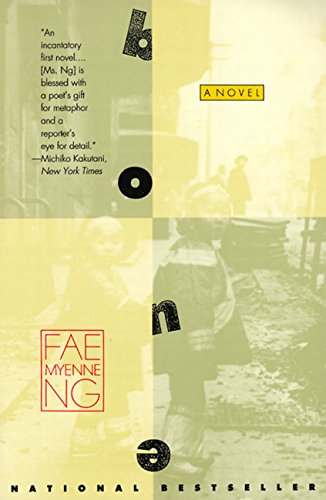 "An
incantatory
first novel....
[Ms. Ng] is
blessed with
a poet's gift
for metaphor
and a
reporter's
eye for detail."
—Michiko Kakutani,
New York Times
b
A NOVEL
o
n
e
FAE
MYENNE
NG
NATIONAL BESTSELLER